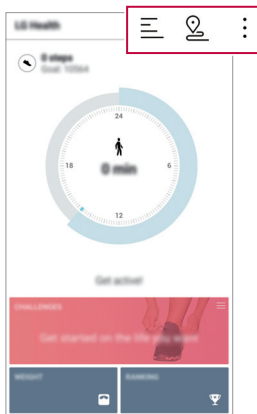 LG Health
0 steps
Goal: 10564
24
18
6
0 min
12
Get active!
CHALLENGES
Get started on the life you want
WEIGHT
RANKING